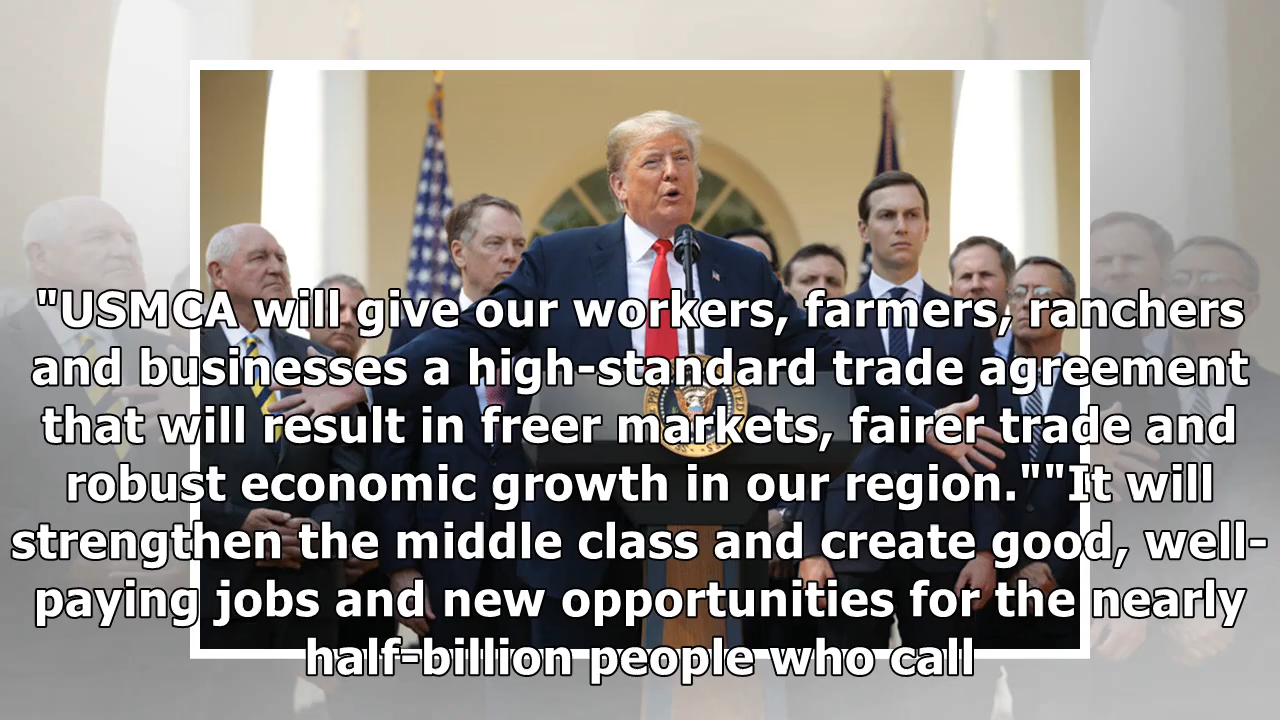 "USMCA will give our workers, farmers, ranchers
and businesses a high-standard trade agreement
that will result in freer markets, fairer trade and
robust economic growth in our region.""It will
strengthen the middle class and create good, well-
paying jobs and new opportunities for the nearly
half-billion people who call